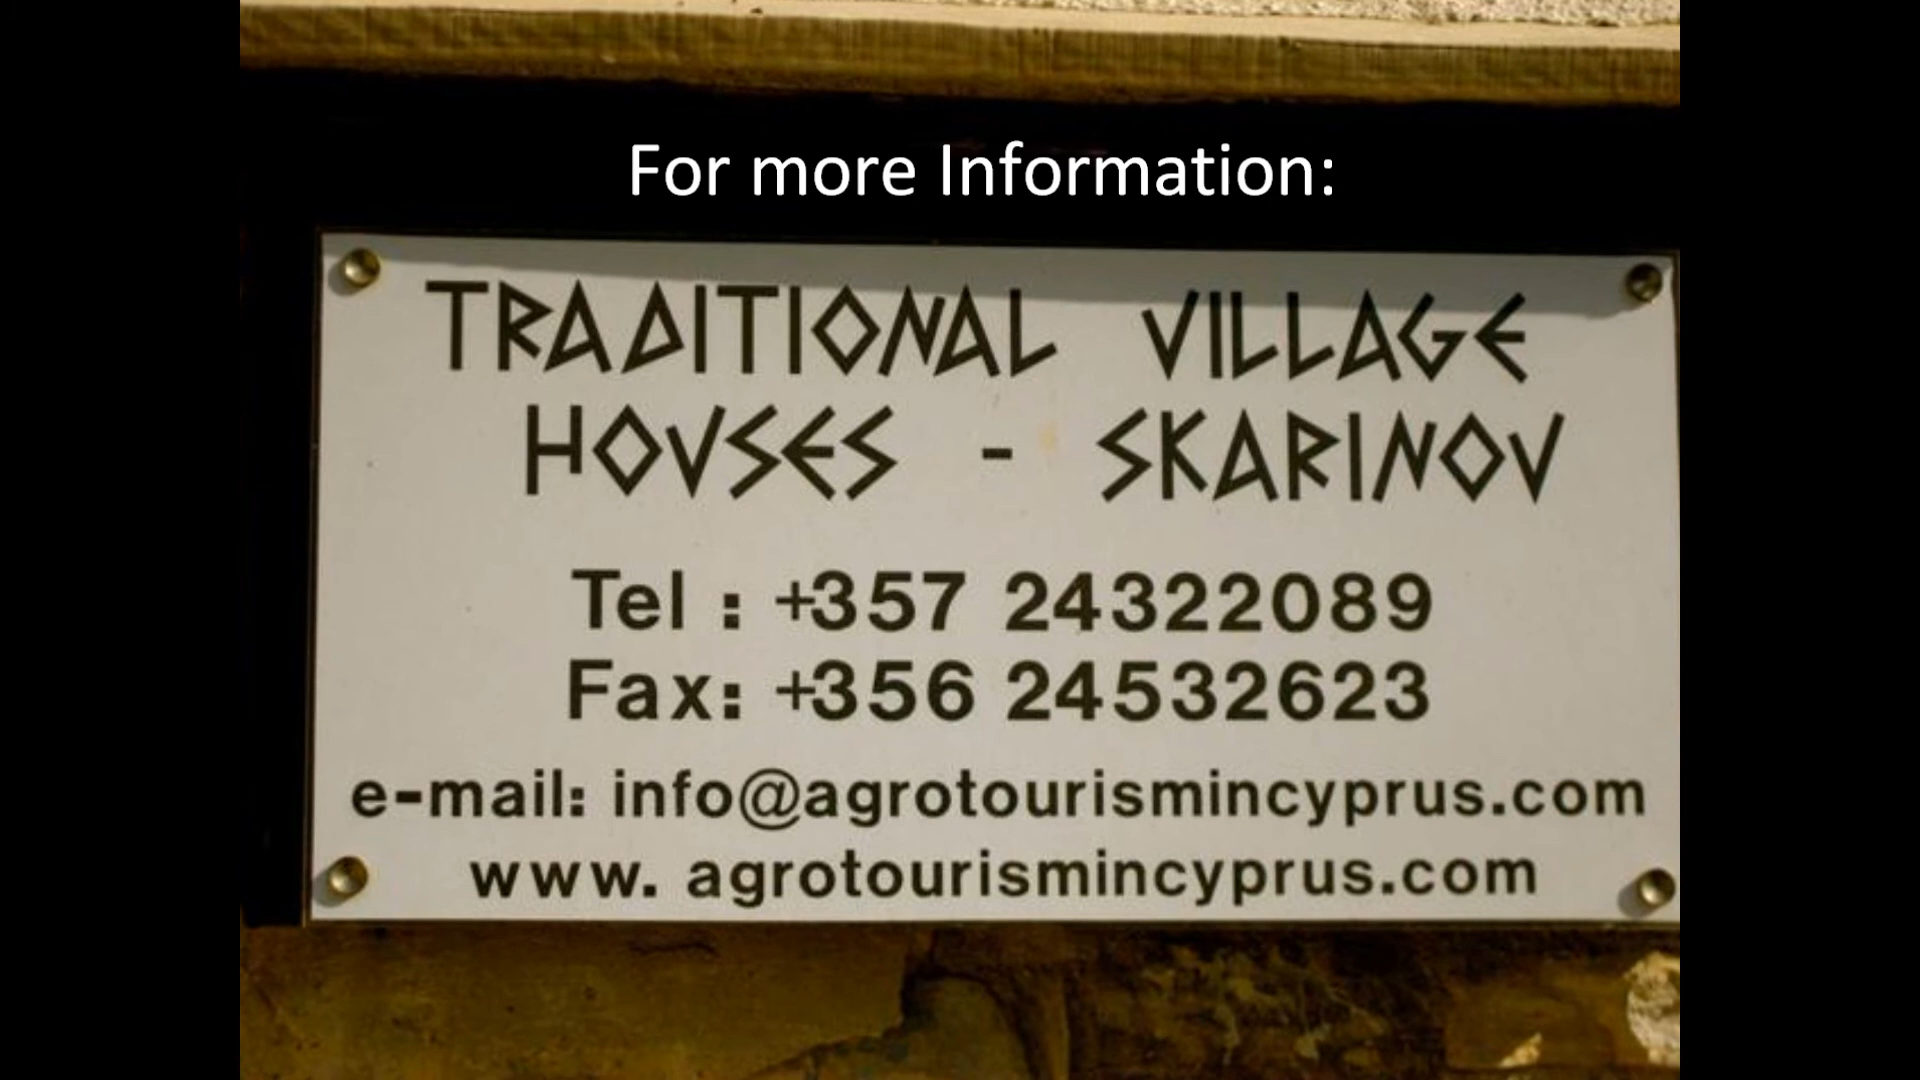 For more Information:
TRADITIONAL VILLAGE
HOVSES - SKARINOV
Tel : +357 24322089
Fax: +356 24532623
e-mail: info@agrotourismincyprus.com
www. agrotourismincyprus.com